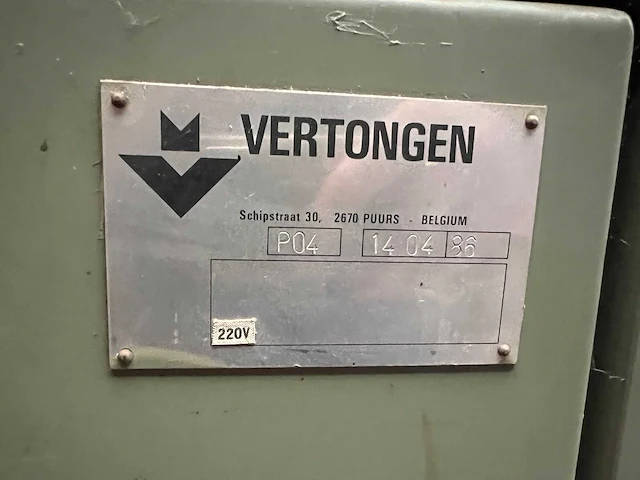 VERTONGEN
Schipstraat 30, 2670 PUURS - BELGIUM
P04 14 04 86
220V